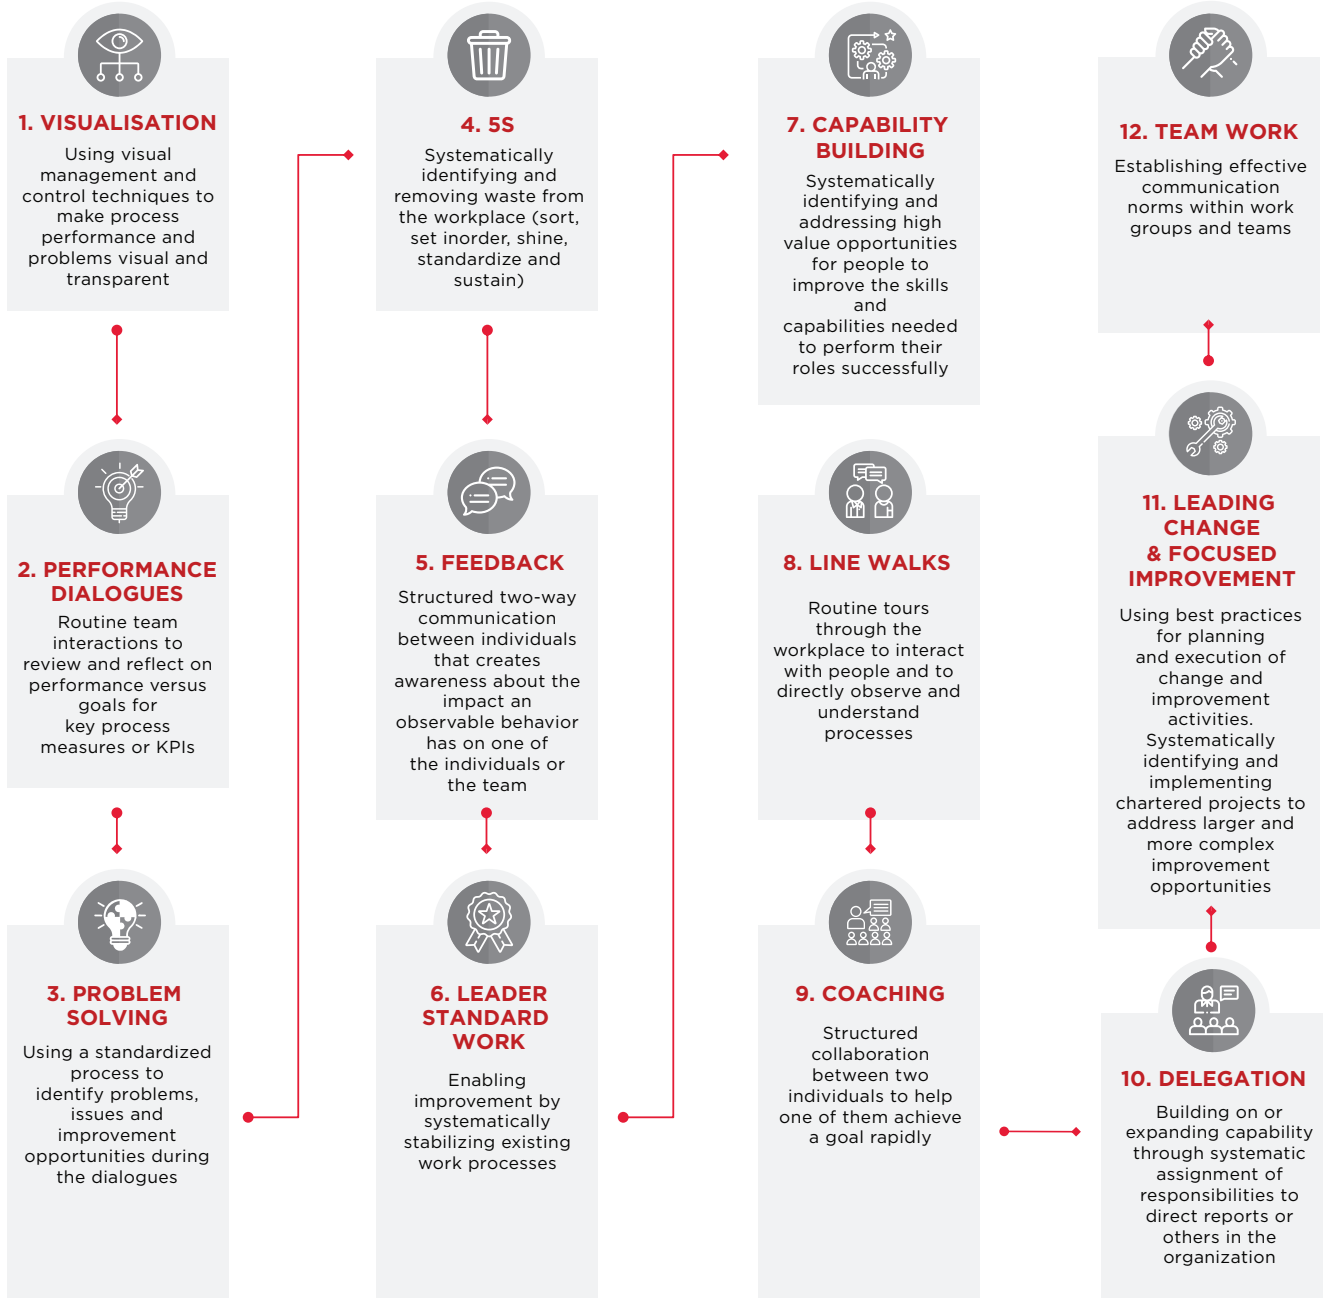 1. VISUALISATION
Using visual
management and
control techniques to
make process
performance and
problems visual and
transparent
2. PERFORMANCE
DIALOGUES
Routine team
interactions to
review and reflect on
performance versus
goals for
key process
measures or KPIs
3. PROBLEM
SOLVING
Using a standardized
process to
identify problems,
issues and
improvement
opportunities during
the dialogues
4. 5S
Systematically
identifying and
removing waste from
the workplace (sort,
set inorder, shine,
standardize and
sustain)
5. FEEDBACK
Structured two-way
communication
between individuals
that creates
awareness about the
impact an
observable behavior
has on one of
the individuals or
the team
6. LEADER
STANDARD
WORK
Enabling
improvement by
systematically
stabilizing existing
work processes
7. CAPABILITY
BUILDING
Systematically
identifying and
addressing high
value opportunities
for people to
improve the skills
and
capabilities needed
to perform their
roles successfully
8. LINE WALKS
Routine tours
through the
workplace to interact
with people and to
directly observe and
understand
processes
9. COACHING
Structured
collaboration
between two
individuals to help
one of them achieve
a goal rapidly
10. DELEGATION
Building on or
expanding capability
through systematic
assignment of
responsibilities to
direct reports or
others in the
organization
11. LEADING
CHANGE
& FOCUSED
IMPROVEMENT
Using best practices
for planning
and execution of
change and
improvement
activities.
Systematically
identifying and
implementing
chartered projects to
address larger and
more complex
improvement
opportunities
12. TEAM WORK
Establishing effective
communication
norms within work
groups and teams